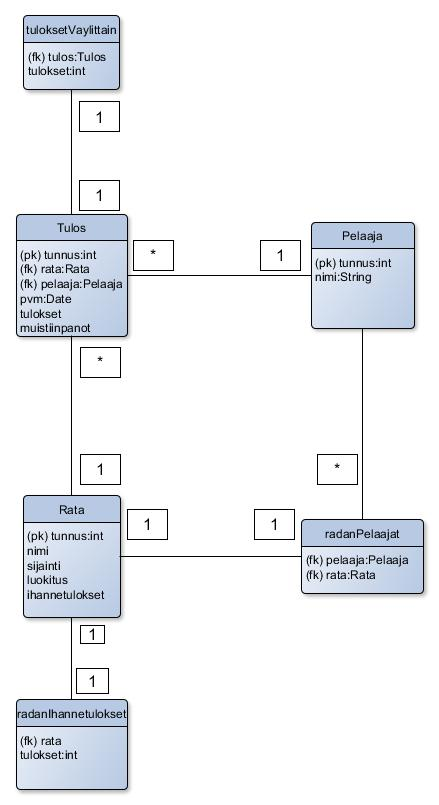 tuloksetVaylittain
(fk) tulos:Tulos
tulokset:int
1
1
Tulos
(pk) tunnus:int
(fk) rata:Rata
(fk) pelaaja:Pelaaja
pvm:Date
tulokset
muistiinpanot
*
1
Pelaaja
(pk) tunnus:int
nimi:String
*
1
*
Rata
(pk) tunnus:int
nimi
sijainti
luokitus
ihannetulokset
1
1
radanPelaajat
(fk) pelaaja:Pelaaja
(fk) rata:Rata
1
1
radanIhannetulokset
(fk) rata
tulokset:int